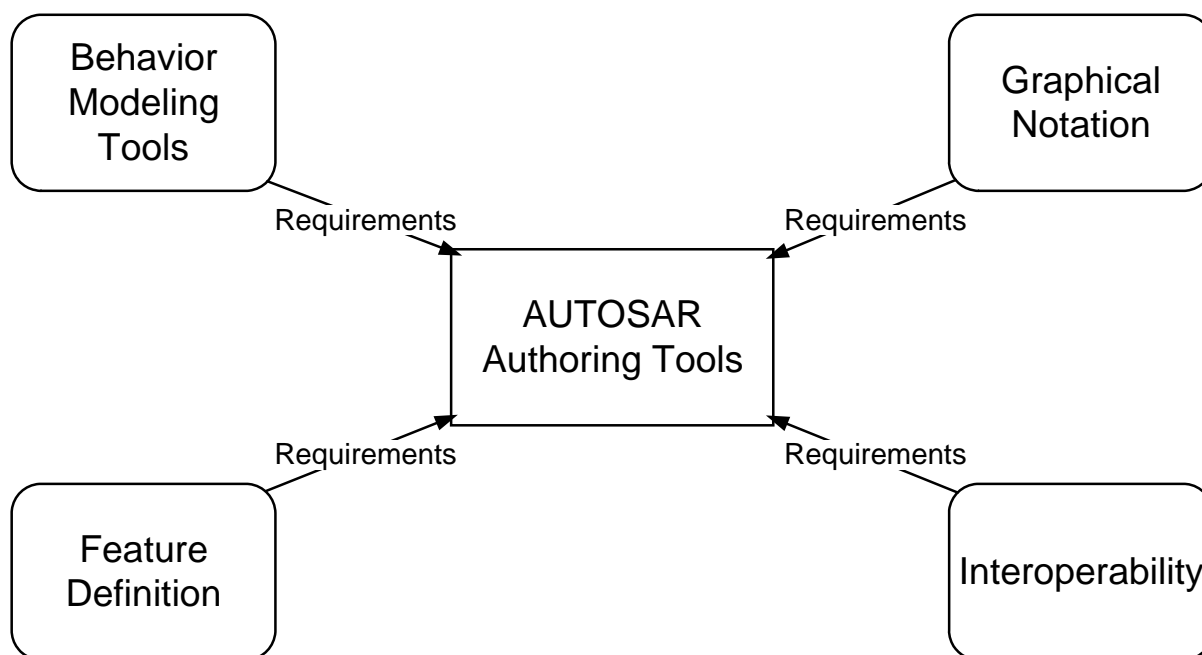 Behavior
Modeling
Tools
Graphical
Notation
Requirements
Requirements
AUTOSAR
Authoring Tools
Requirements
Requirements
Feature
Definition
Interoperability